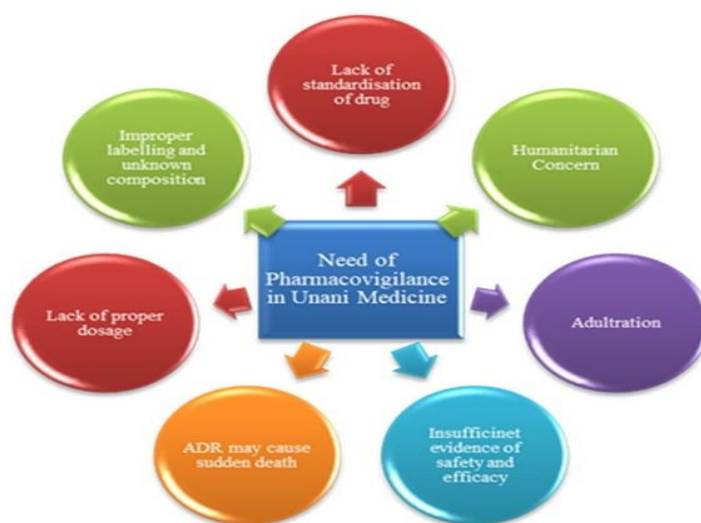 Lack of
standardisation
of drug
Improper
labelling and
unknown
composition
Humanitarian
Concern
Need of
Pharmacovigilance
in Unani Medicine
Lack of proper
dosage
Adultration
ADR may cause
sudden death
Insufficinet
evidence of
safety and
efficacy